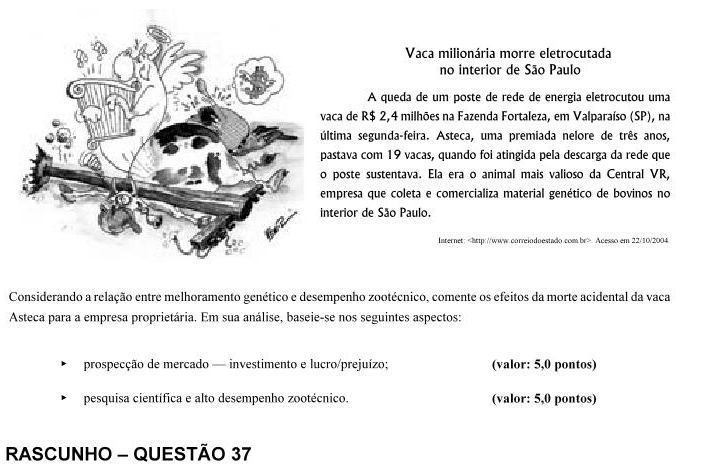 Vaca milionária morre eletrocutada
no interior de São Paulo
A queda de um poste de rede de energia eletrocutou uma
vaca de R$ 2,4 milhões na Fazenda Fortaleza, em Valparaíso (SP), na
última segunda-feira. Asteca, uma premiada nelore de três anos,
pastava com 19 vacas, quando foi atingida pela descarga da rede que
o poste sustentava. Ela era o animal mais valioso da Central VR,
empresa que coleta e comercializa material genético de bovinos no
interior de São Paulo.
Internet: <http://www.correiodoestado.com.br>. Acesso em 22/10/2004.
Considerando a relação entre melhoramento genético e desempenho zootécnico, comente os efeitos da morte acidental da vaca
Asteca para a empresa proprietária. Em sua análise, baseie-se nos seguintes aspectos:
▸ prospecção de mercado — investimento e lucro/prejuízo; (valor: 5,0 pontos)
▸ pesquisa científica e alto desempenho zootécnico. (valor: 5,0 pontos)
RASCUNHO – QUESTÃO 37